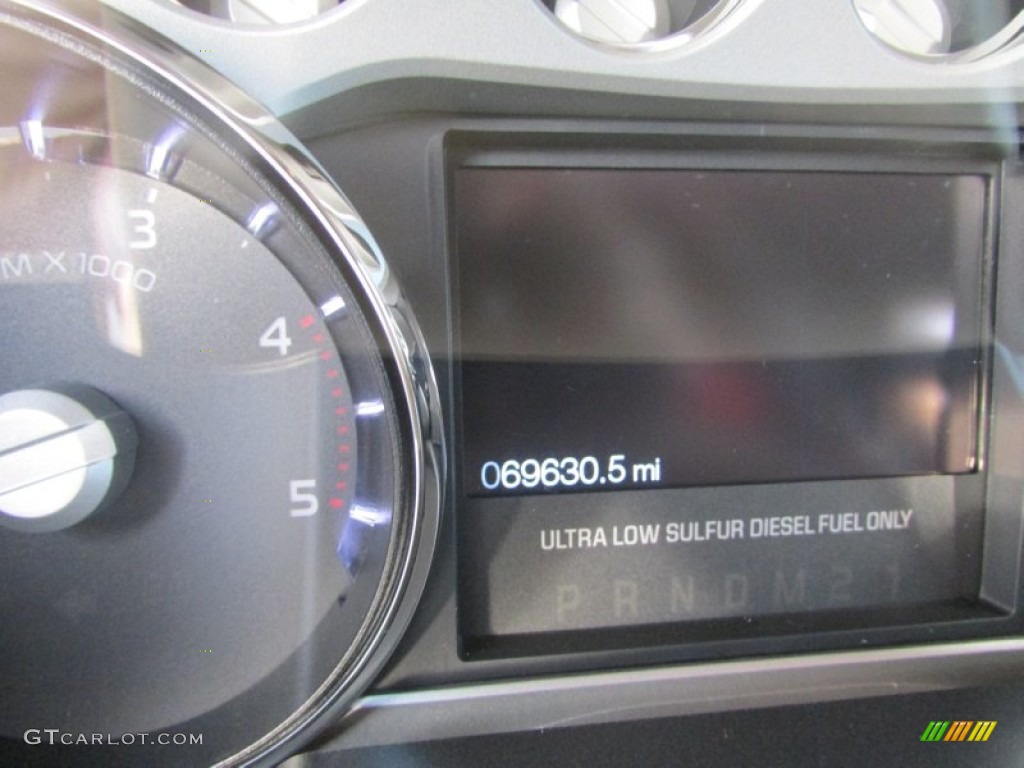 3
M X 1000
4
5
069630.5 mi
ULTRA LOW SULFUR DIESEL FUEL ONLY
P R N D M 2 1
GTCARLOT.COM